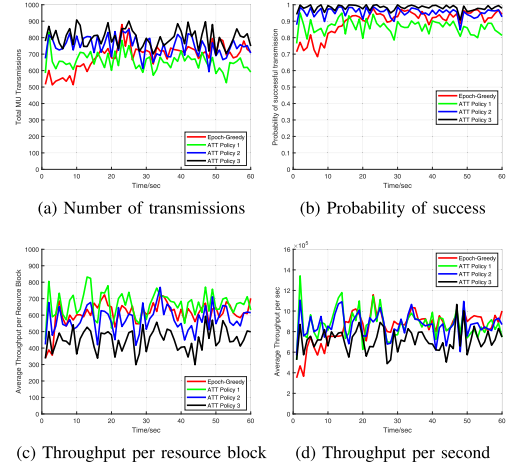 1000
900
800
700
600
500
400
300
200
100
0
Total MU Transmissions
0 10 20 30 40 50 60
Time/sec
Epoch-Greedy
ATT Policy 1
ATT Policy 2
ATT Policy 3
(a) Number of transmissions
1
0.9
0.8
0.7
0.6
0.5
0.4
0.3
0.2
0.1
0
Probability of successful transmission
0 10 20 30 40 50 60
Time/sec
Epoch-Greedy
ATT Policy 1
ATT Policy 2
ATT Policy 3
(b) Probability of success
1000
900
800
700
600
500
400
300
200
100
0
Average Throughput per Resource Block
0 10 20 30 40 50 60
Time/sec
Epoch-Greedy
ATT Policy 1
ATT Policy 2
ATT Policy 3
(c) Throughput per resource block
16 ×10⁵
14
12
10
8
6
4
2
0
Average Throughput per sec
0 10 20 30 40 50 60
Time/sec
Epoch-Greedy
ATT Policy 1
ATT Policy 2
ATT Policy 3
(d) Throughput per second